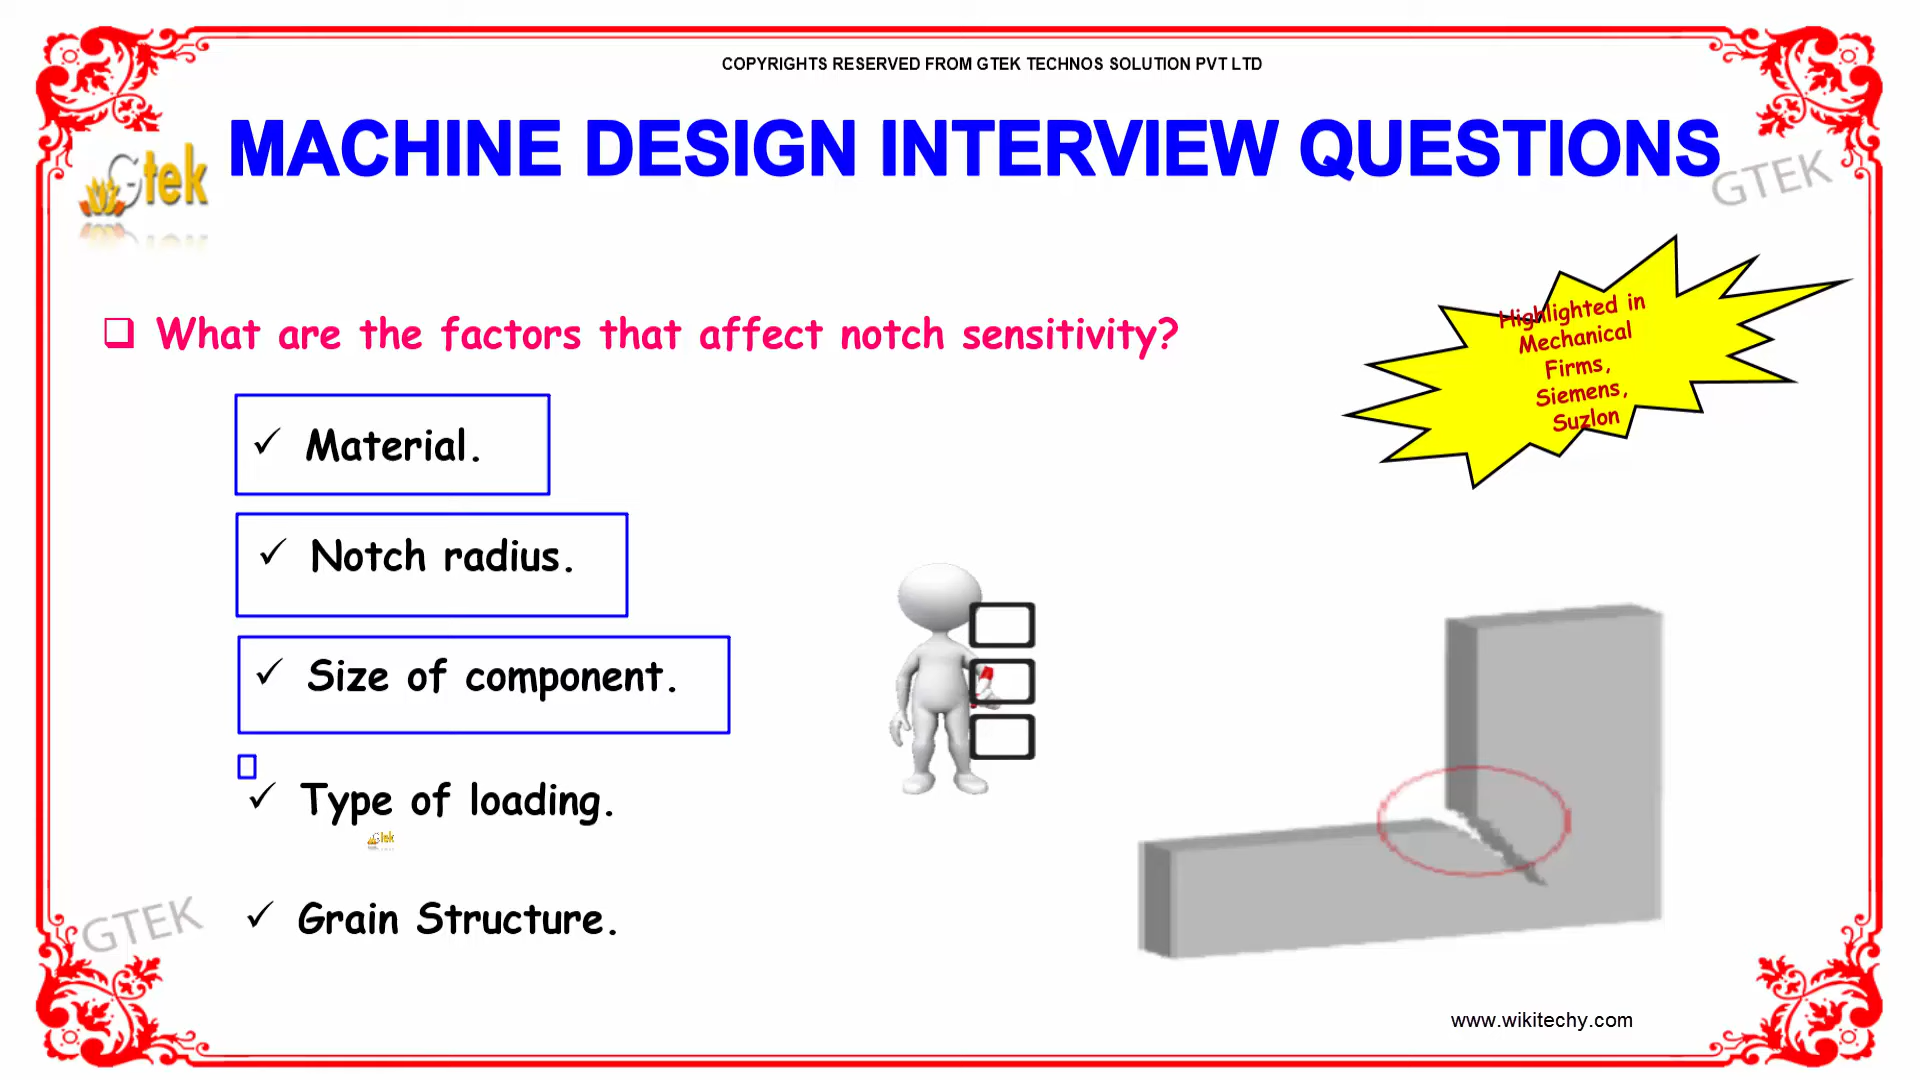 COPYRIGHTS RESERVED FROM GTEK TECHNOS SOLUTION PVT LTD
MACHINE DESIGN INTERVIEW QUESTIONS
Gtek
GTEK
What are the factors that affect notch sensitivity?
Highlighted in
Mechanical
Firms,
Siemens,
Suzlon
Material.
Notch radius.
Size of component.
Type of loading.
Gtek
Grain Structure.
GTEK
www.wikitechy.com